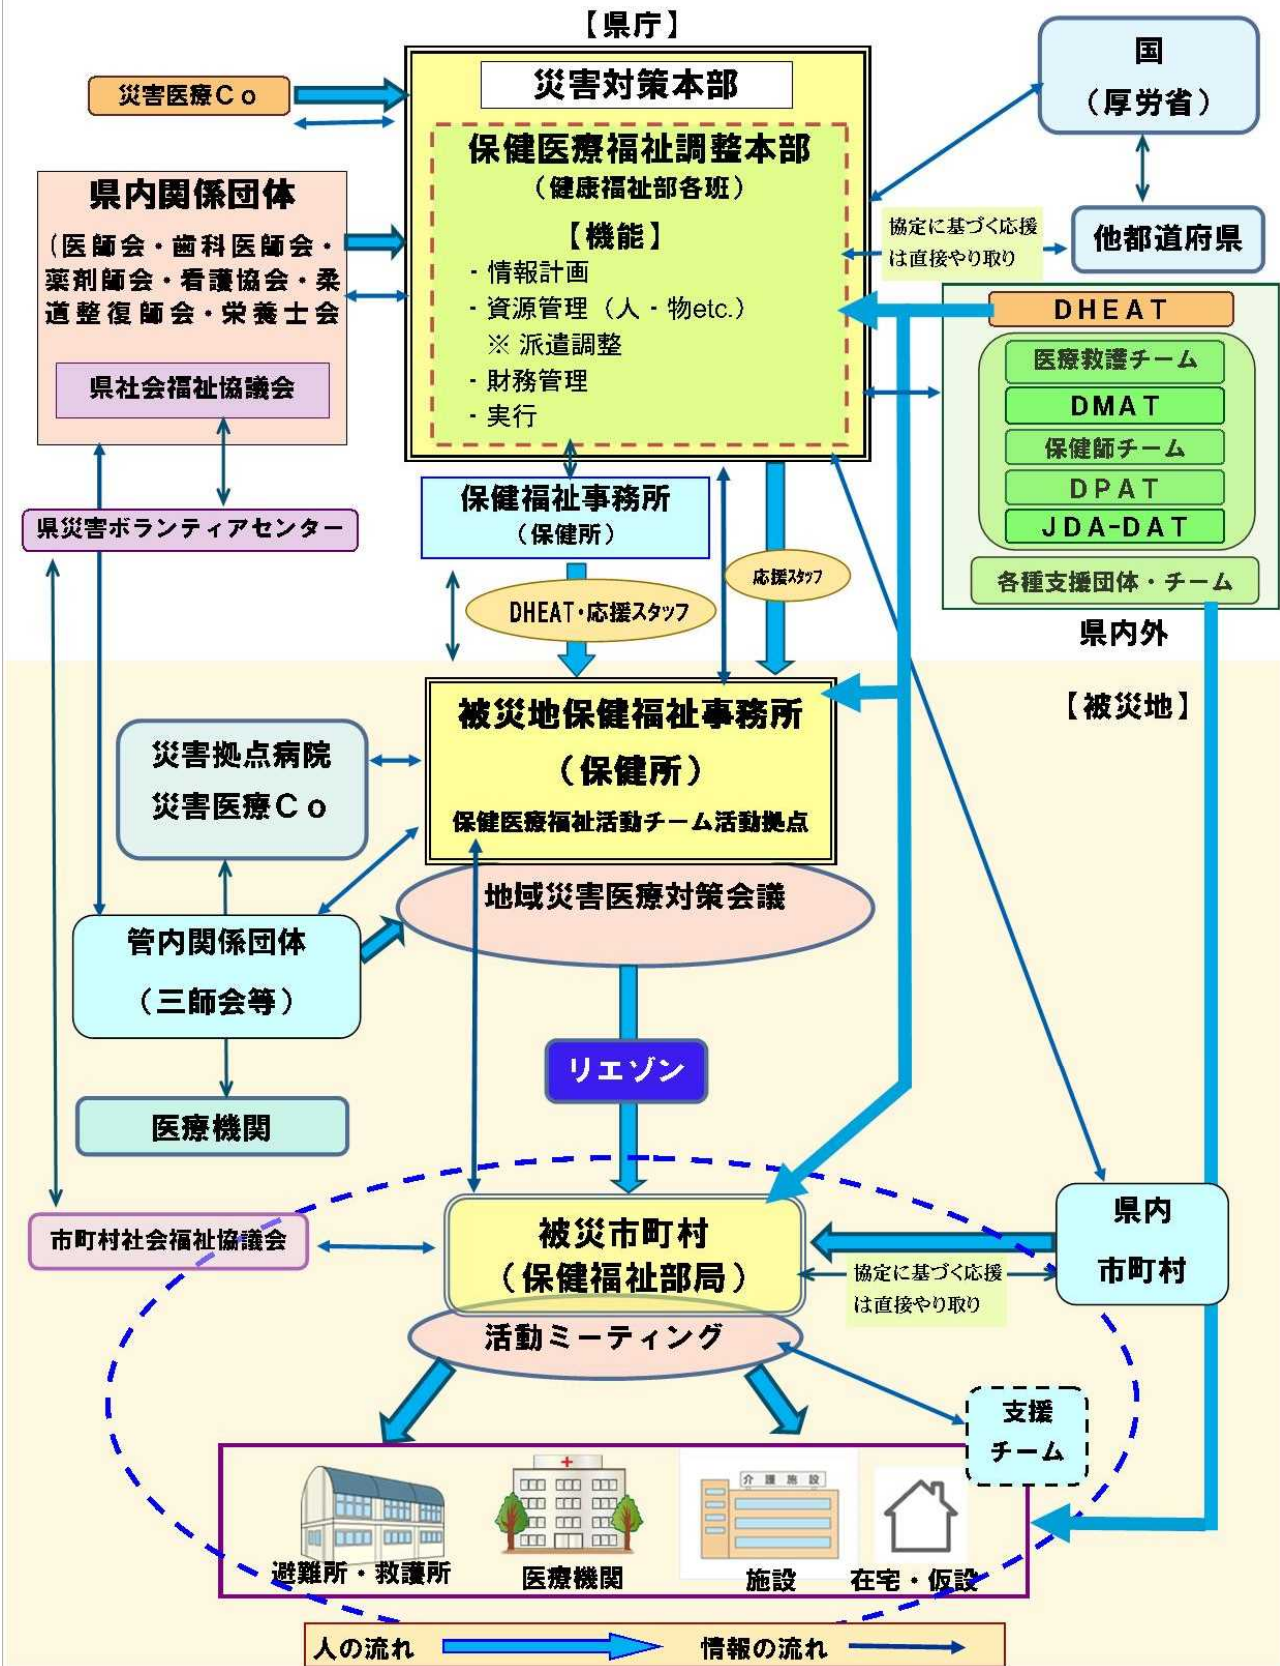 【県庁】
災害対策本部
保健医療福祉調整本部
（健康福祉部各班）
【機能】
- 情報計画
- 資源管理（人・物etc.）
※ 派遣調整
- 財務管理
- 実行
災害医療Ｃｏ
県内関係団体
（医師会・歯科医師会・
薬剤師会・看護協会・柔
道整復師会・栄養士会
県社会福祉協議会
県災害ボランティアセンター
国
（厚労省）
協定に基づく応援
は直接やり取り
他都道府県
DHEAT
医療救護チーム
DMAT
保健師チーム
DPAT
JDA-DAT
各種支援団体・チーム
県内外
保健福祉事務所
（保健所）
DHEAT・応援スタッフ
応援スタッフ
【被災地】
被災地保健福祉事務所
（保健所）
保健医療福祉活動チーム活動拠点
地域災害医療対策会議
災害拠点病院
災害医療Ｃｏ
管内関係団体
（三師会等）
医療機関
リエゾン
市町村社会福祉協議会
被災市町村
（保健福祉部局）
活動ミーティング
協定に基づく応援
は直接やり取り
県内
市町村
支援
チーム
介護施設
避難所・救護所
医療機関
施設
在宅・仮設
人の流れ
情報の流れ